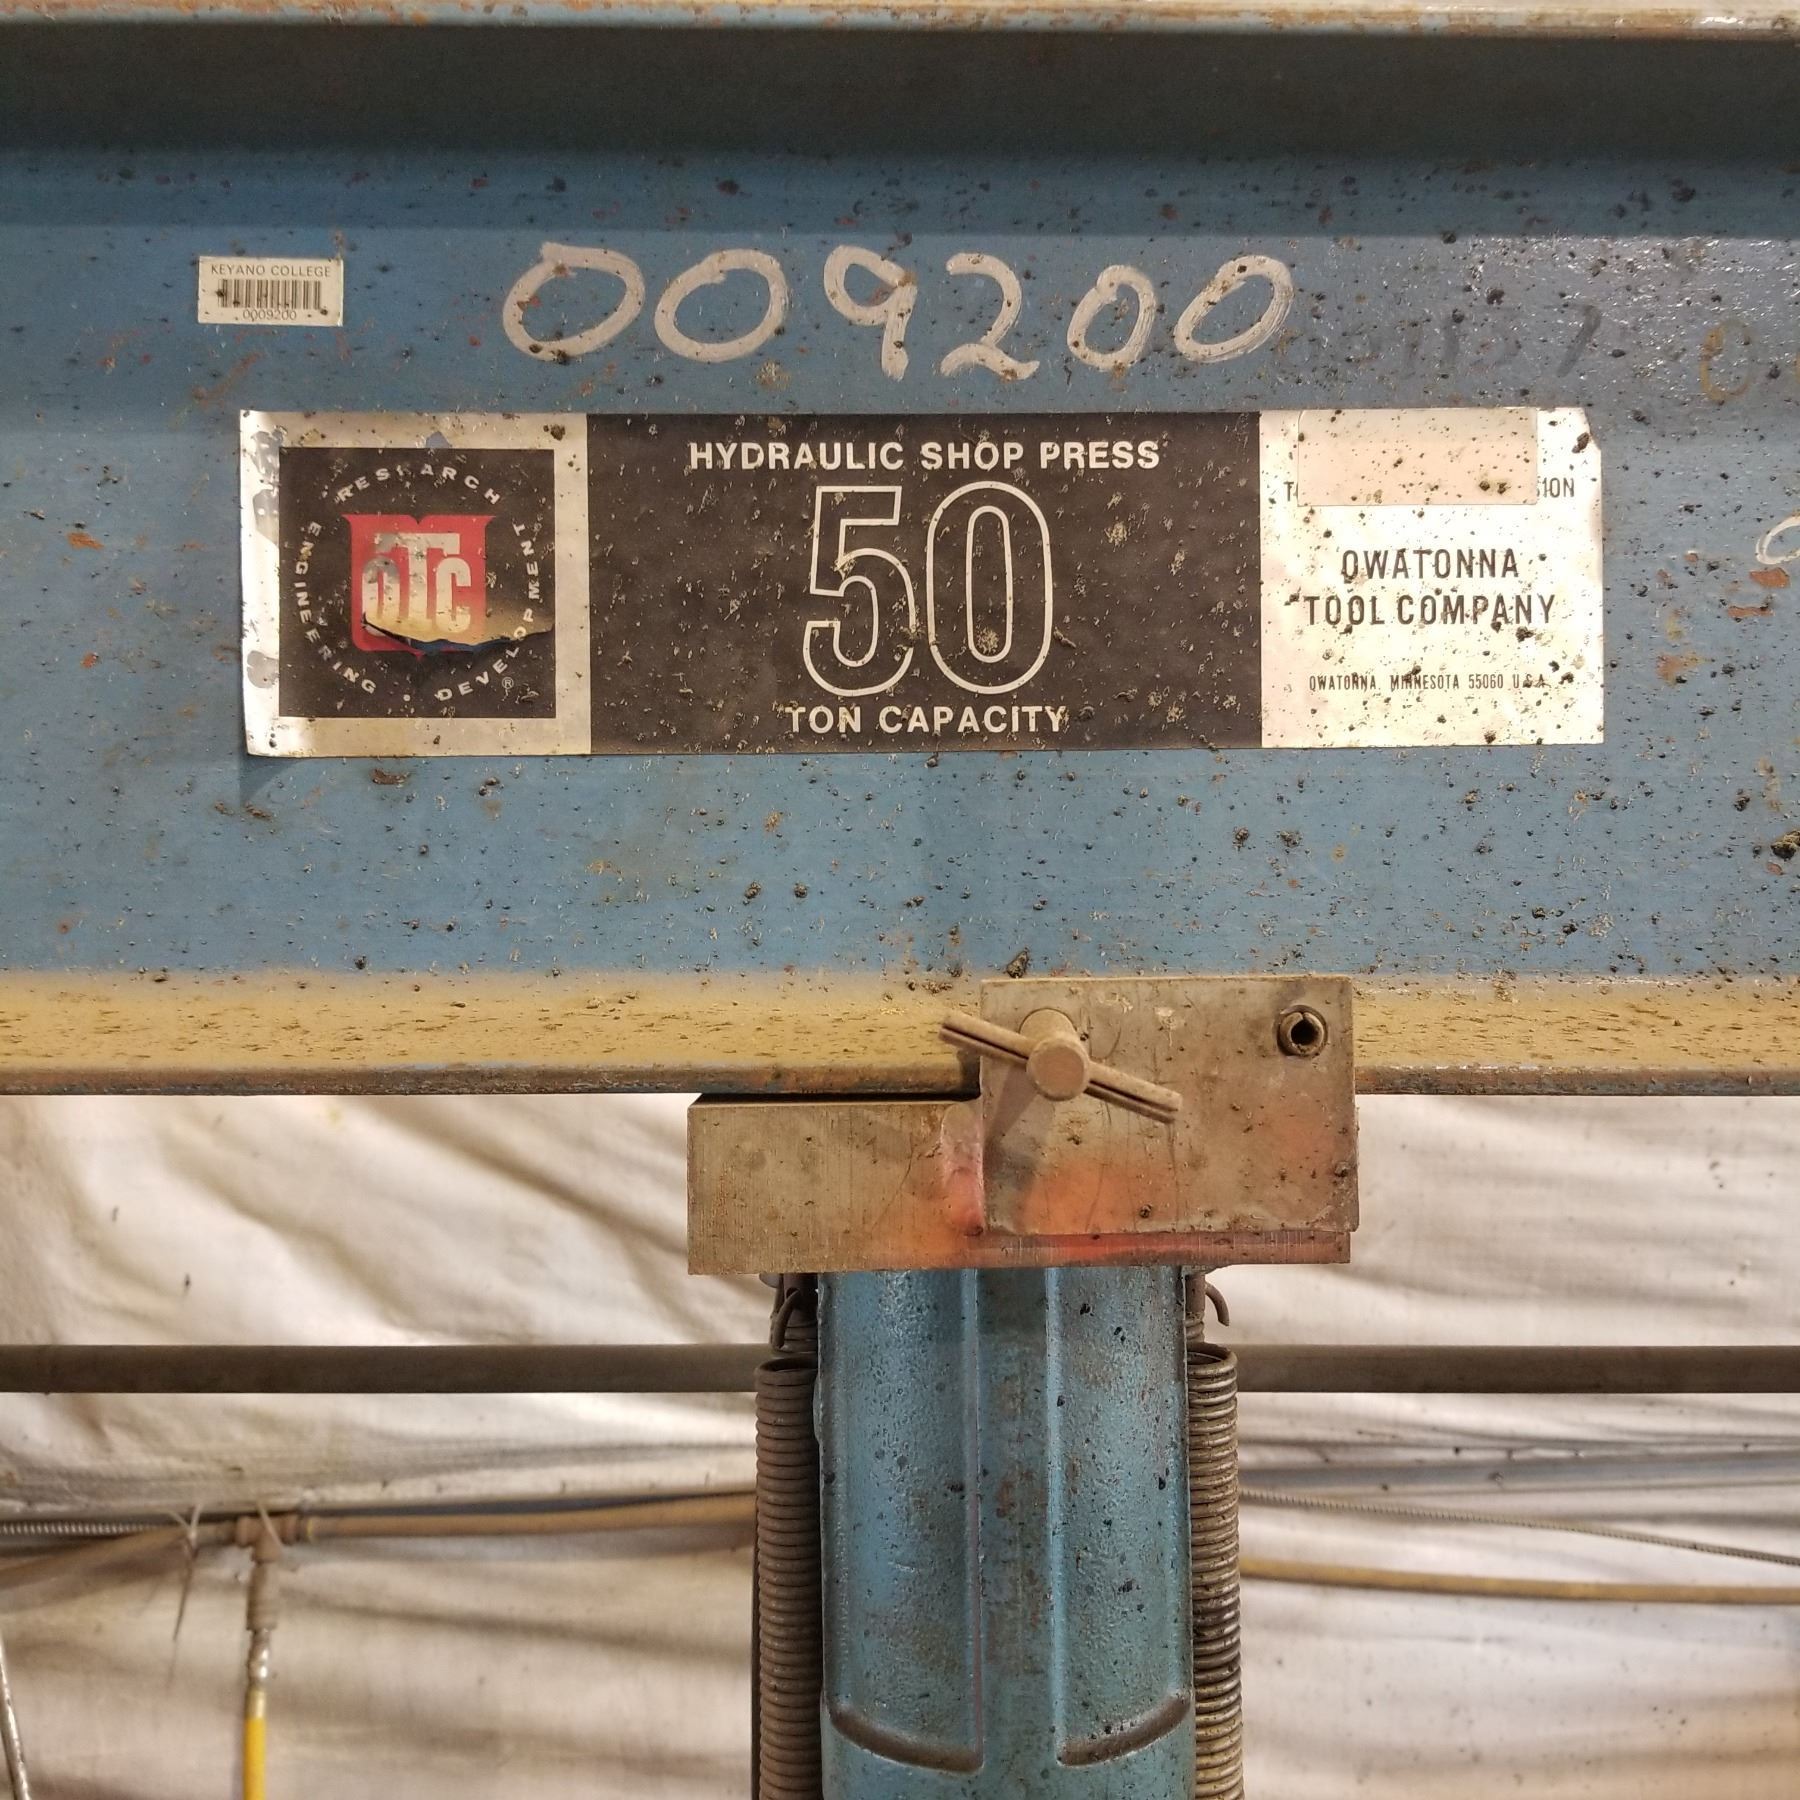 KEYANO COLLEGE
0009200
009200
RESEARCH
ENGINEERING • DEVELOPMENT
OTC
®
HYDRAULIC SHOP PRESS
50
TON CAPACITY
OWATONNA
TOOL COMPANY
OWATONNA, MINNESOTA 55060 U.S.A.